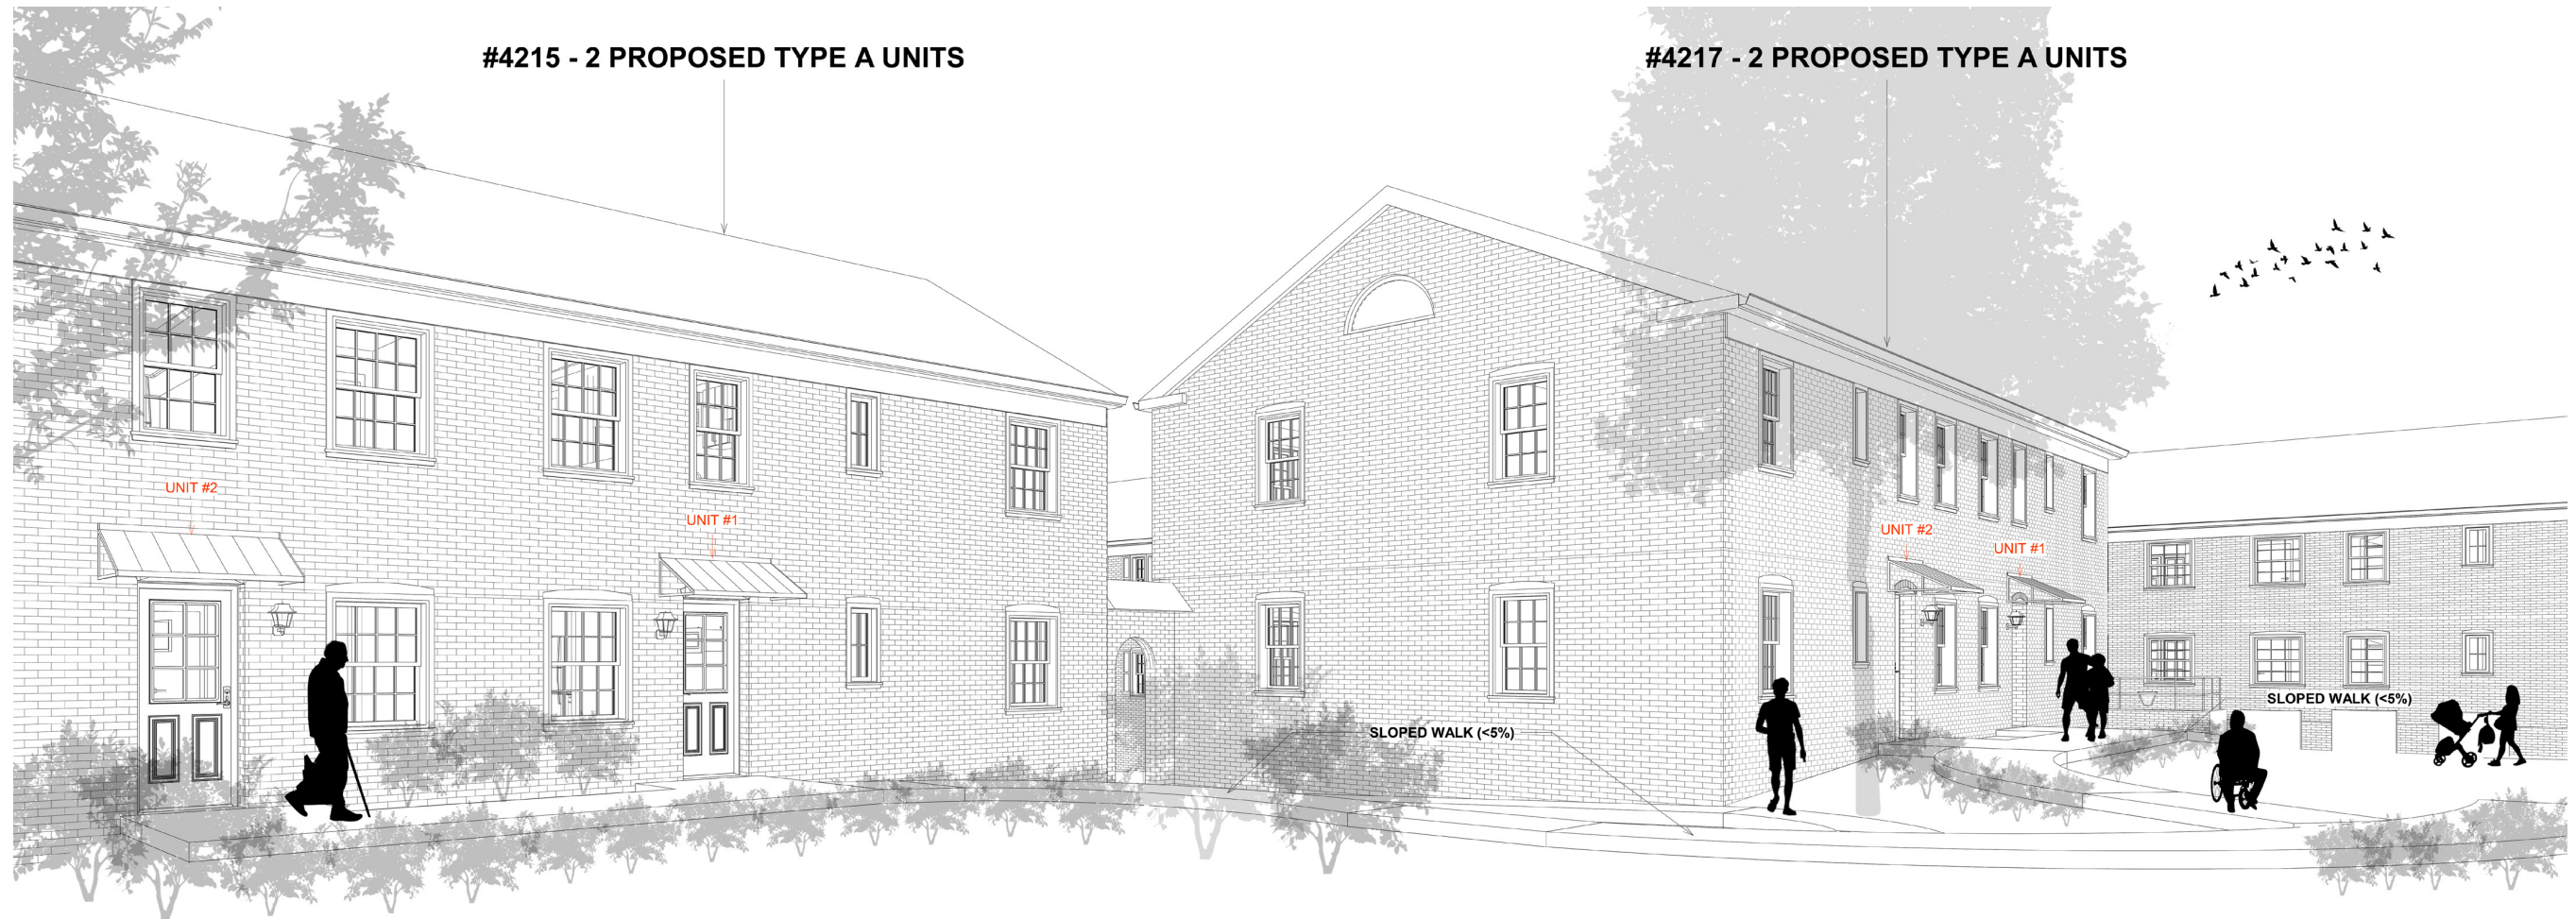 #4215 - 2 PROPOSED TYPE A UNITS
#4217 - 2 PROPOSED TYPE A UNITS
UNIT #2
UNIT #1
UNIT #2
UNIT #1
SLOPED WALK (<5%)
SLOPED WALK (<5%)